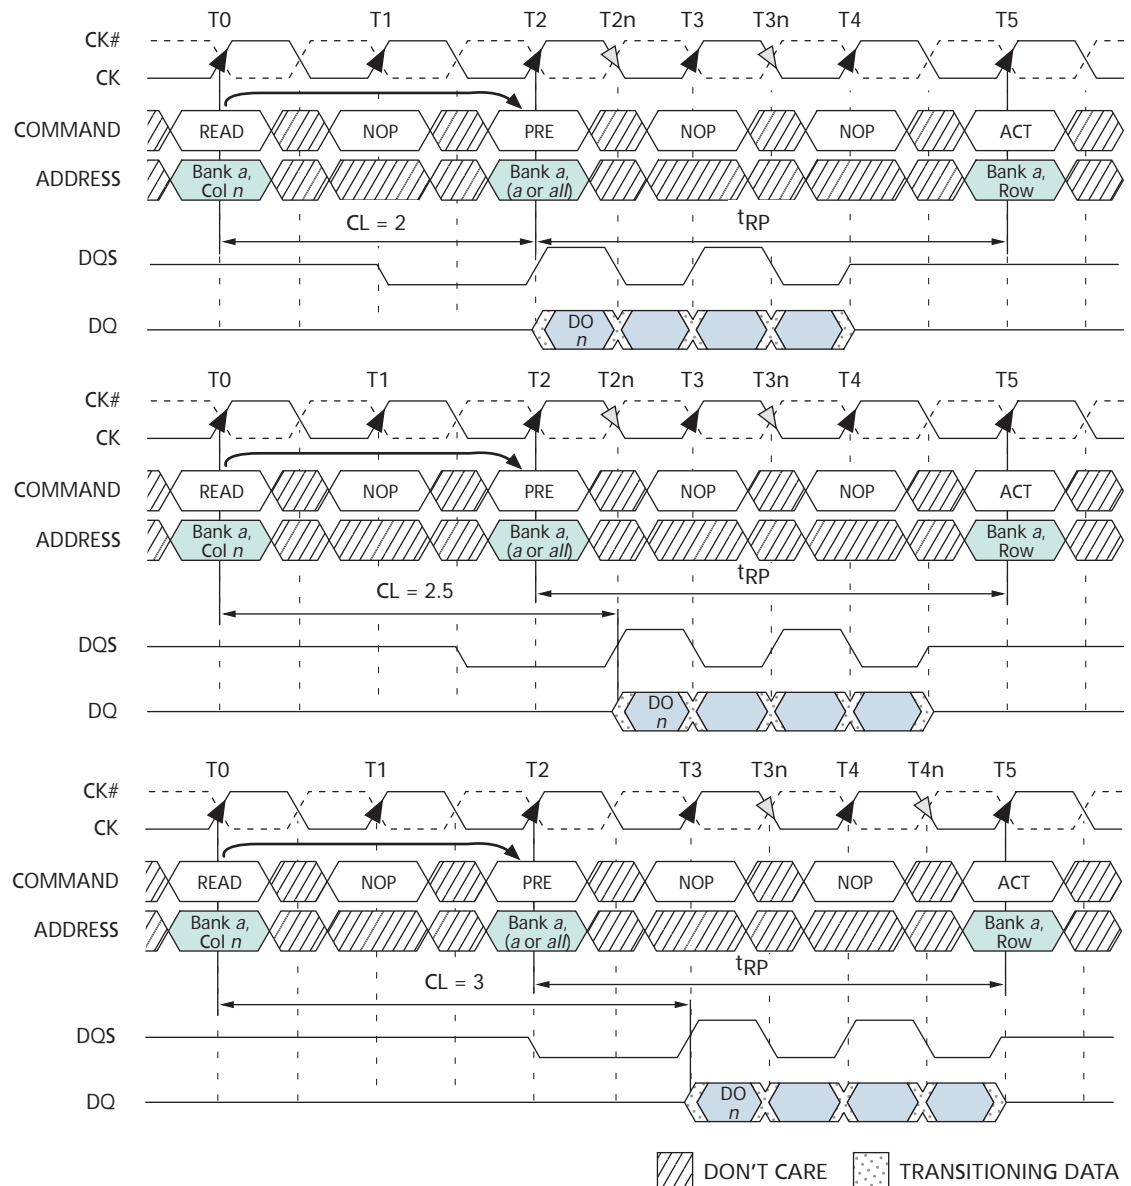 T0 T1 T2 T2n T3 T3n T4 T5
CK#
CK
COMMAND READ NOP PRE NOP NOP ACT
ADDRESS Bank a, Col n Bank a, (a or all) Bank a, Row
CL = 2 tRP
DQS
DQ DO n
T0 T1 T2 T2n T3 T3n T4 T5
CK#
CK
COMMAND READ NOP PRE NOP NOP ACT
ADDRESS Bank a, Col n Bank a, (a or all) Bank a, Row
tRP
CL = 2.5
DQS
DQ DO n
T0 T1 T2 T3 T3n T4 T4n T5
CK#
CK
COMMAND READ NOP PRE NOP NOP ACT
ADDRESS Bank a, Col n Bank a, (a or all) Bank a, Row
tRP
CL = 3
DQS
DQ DO n
DON'T CARE TRANSITIONING DATA